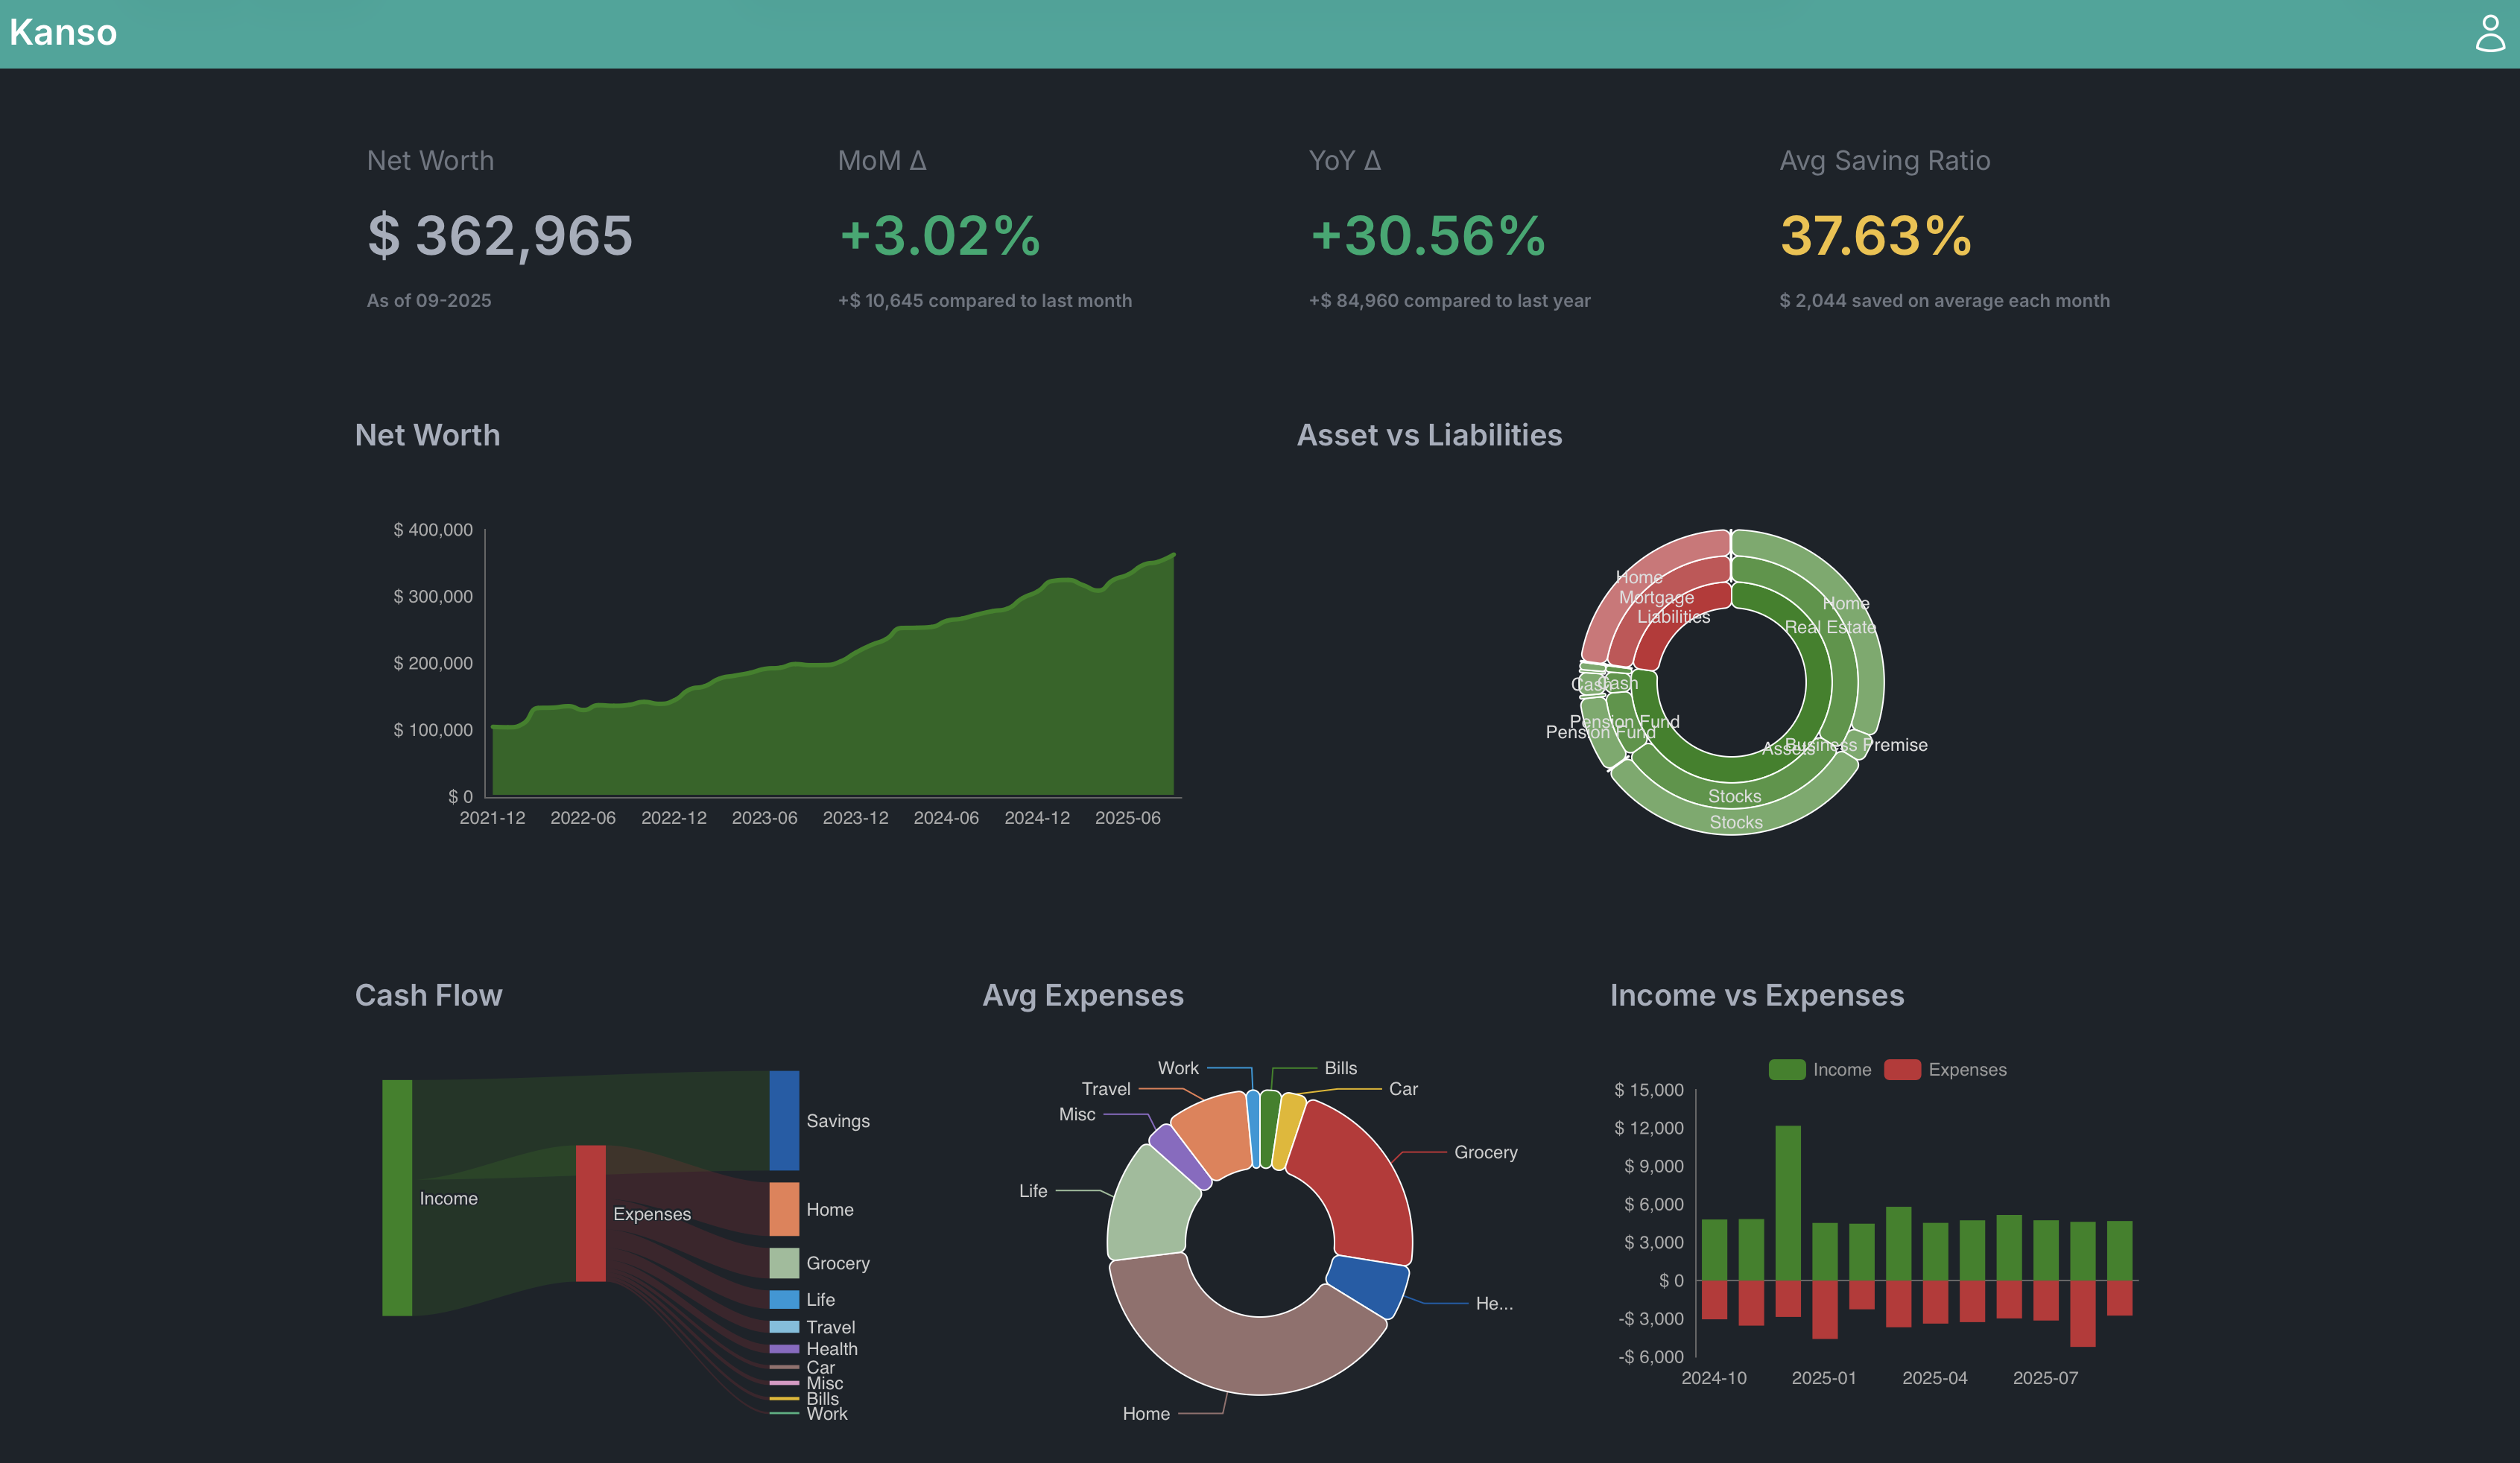 Kanso
Net Worth
$ 362,965
As of 09-2025
MoM Δ
+3.02%
+$ 10,645 compared to last month
YoY Δ
+30.56%
+$ 84,960 compared to last year
Avg Saving Ratio
37.63%
$ 2,044 saved on average each month
Net Worth
$ 400,000
$ 300,000
$ 200,000
$ 100,000
$ 0
2021-12
2022-06
2022-12
2023-06
2023-12
2024-06
2024-12
2025-06
Asset vs Liabilities
Home
Mortgage
Liabilities
Home
Real Estate
Cash
Cash
Pension Fund
Pension Fund
Assets
Business Premise
Stocks
Stocks
Cash Flow
Income
Expenses
Savings
Home
Grocery
Life
Travel
Health
Car
Misc
Bills
Work
Avg Expenses
Work
Bills
Travel
Car
Misc
Grocery
Life
He...
Home
Income vs Expenses
Income
Expenses
$ 15,000
$ 12,000
$ 9,000
$ 6,000
$ 3,000
$ 0
-$ 3,000
-$ 6,000
2024-10
2025-01
2025-04
2025-07